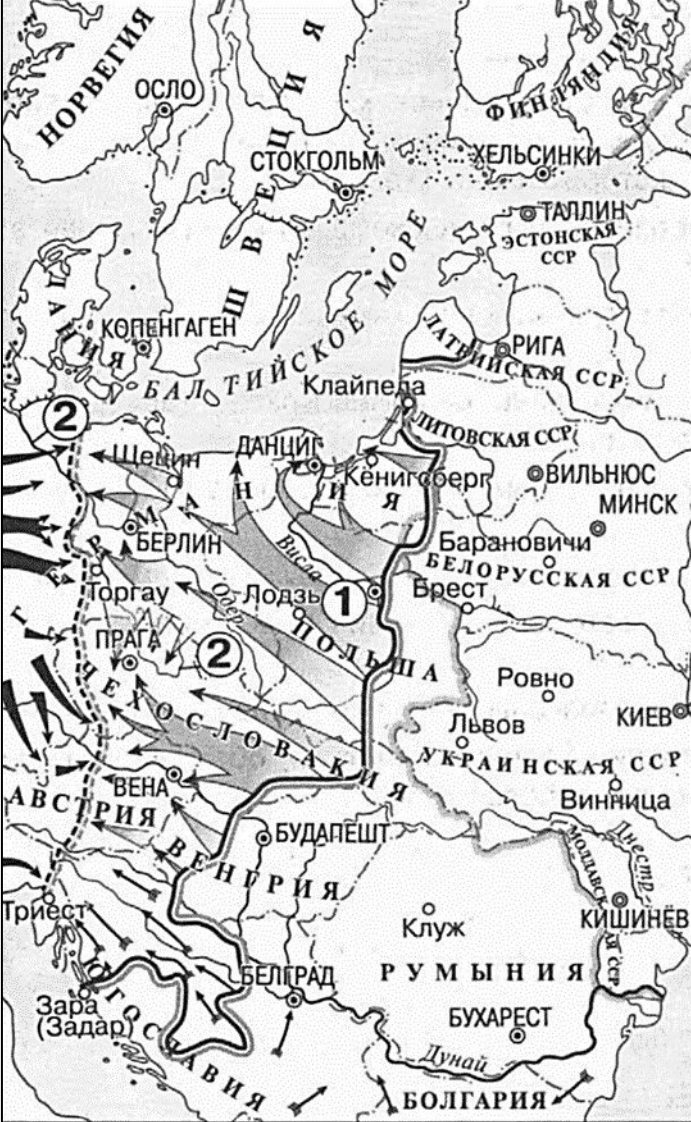 НОРВЕГИЯ
ОСЛО
ШВЕЦИЯ
СТОКГОЛЬМ
ФИНЛЯНДИЯ
ХЕЛЬСИНКИ
ТАЛЛИН
ЭСТОНСКАЯ
ССР
ДАНИЯ
КОПЕНГАГЕН
БАЛТИЙСКОЕ МОРЕ
РИГА
ЛАТВИЙСКАЯ ССР
Клайпеда
ЛИТОВСКАЯ ССР
2
Щецин
ДАНЦИГ
Кёнигсберг
ВИЛЬНЮС
МИНСК
ГЕРМАНИЯ
БЕРЛИН
Висла
Барановичи
БЕЛОРУССКАЯ ССР
Торгау
Одер
Лодзь
1
Брест
ПОЛЬША
ПРАГА
2
Ровно
КИЕВ
Львов
ЧЕХОСЛОВАКИЯ
УКРАИНСКАЯ ССР
Винница
ВЕНА
АВСТРИЯ
БУДАПЕШТ
ВЕНГРИЯ
Днестр
МОЛДАВСКАЯ ССР
КИШИНЁВ
Триест
Клуж
РУМЫНИЯ
БЕЛГРАД
Зара
(Задар)
ЮГОСЛАВИЯ
БУХАРЕСТ
Дунай
БОЛГАРИЯ